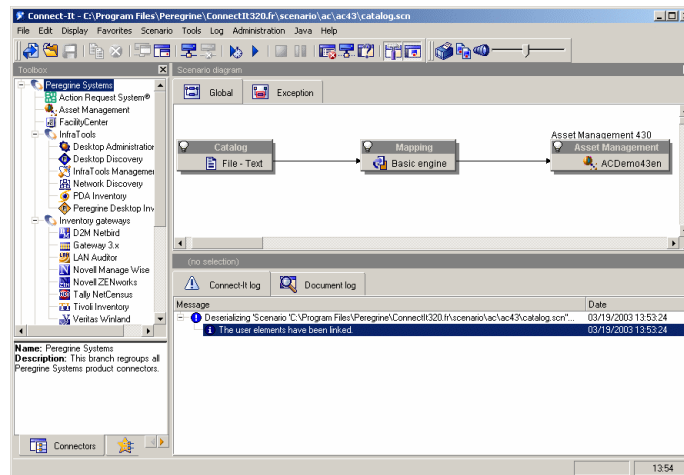 Connect-It - C:\Program Files\Peregrine\ConnectIt320.fr\scenario\ac\ac43\catalog.scn
File Edit Display Favorites Scenario Tools Log Administration Java Help
Toolbox
Scenario diagram
Peregrine Systems
Action Request System®
Asset Management
FacilityCenter
InfraTools
Desktop Administration
Desktop Discovery
InfraTools Managemer
Network Discovery
PDA Inventory
Peregrine Desktop Inv
Inventory gateways
D2M Netbird
Gateway 3.x
LAN Auditor
Novell Manage Wise
Novell ZENworks
Tally NetCensus
Tivoli Inventory
Veritas Winland
Global
Exception
Catalog
File - Text
Mapping
Basic engine
Asset Management 430
Asset Management
ACDemo43en
(no selection)
Connect-It log
Document log
Message Date
Deserializing 'Scenario 'C:\Program Files\Peregrine\ConnectIt320.fr\scenario\ac\ac43\catalog.scn''... 03/19/2003 13:53:24
The user elements have been linked. 03/19/2003 13:53:24
Name: Peregrine Systems
Description: This branch regroups all
Peregrine Systems product connectors.
Connectors
13:54